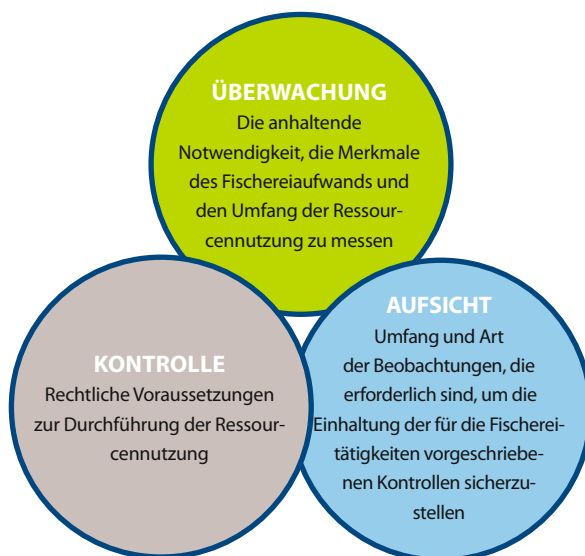 ÜBERWACHUNG
Die anhaltende
Notwendigkeit, die Merkmale
des Fischereiaufwands und
den Umfang der Ressour-
cennutzung zu messen
KONTROLLE
Rechtliche Voraussetzungen
zur Durchführung der Ressour-
cennutzung
AUFSICHT
Umfang und Art
der Beobachtungen, die
erforderlich sind, um die
Einhaltung der für die Fischerei-
tätigkeiten vorgeschriebe-
nen Kontrollen sicherzu-
stellen